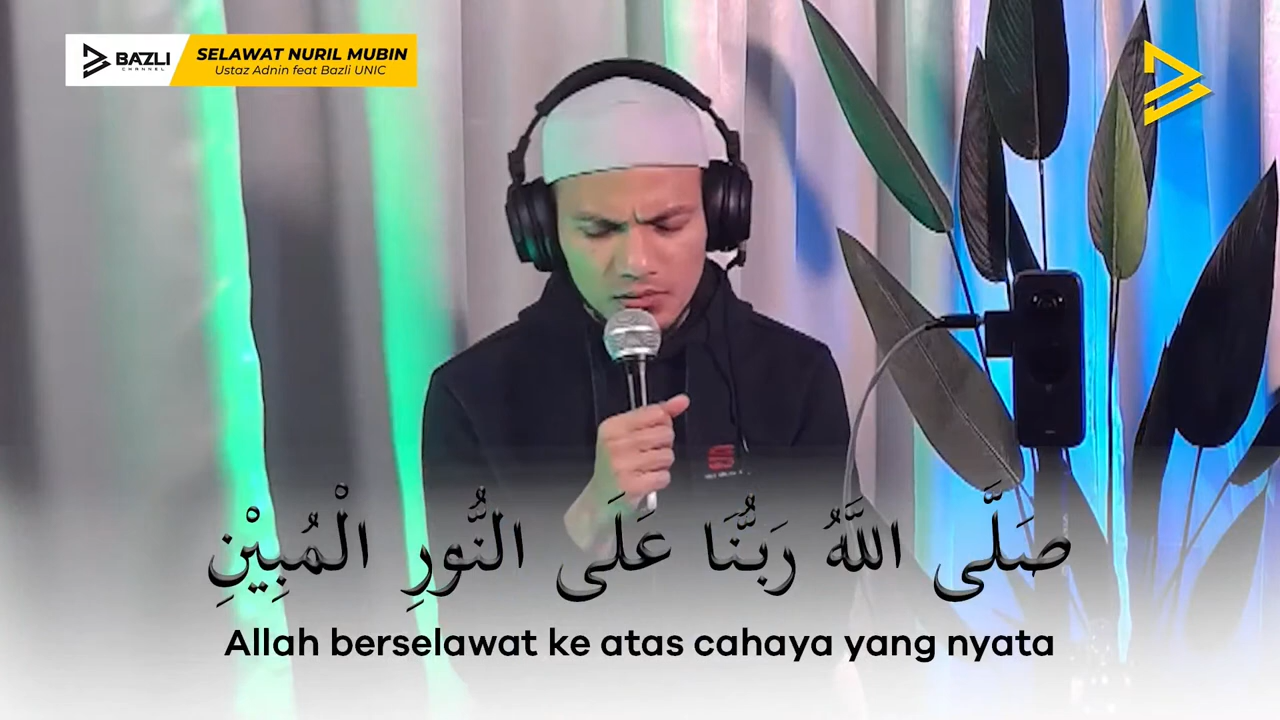 BAZLI
CHANNEL
SELAWAT NURIL MUBIN
Ustaz Adnin feat Bazli UNIC
صَلَّى اللَّهُ رَبُّنَا عَلَى النُّورِ الْمُبِيْنِ
Allah berselawat ke atas cahaya yang nyata